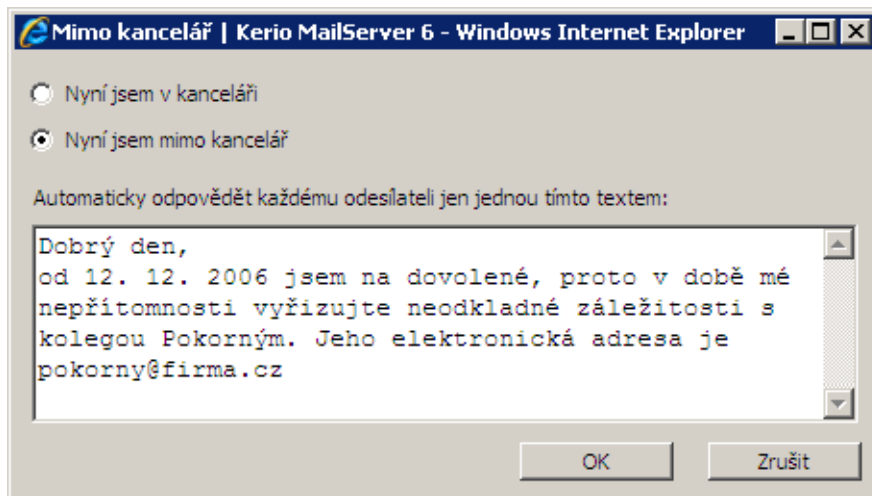 Mimo kancelář | Kerio MailServer 6 - Windows Internet Explorer
Nyní jsem v kanceláři
Nyní jsem mimo kancelář
Automaticky odpovědět každému odesílateli jen jednou tímto textem:
Dobrý den,
od 12. 12. 2006 jsem na dovolené, proto v době mé
nepřítomnosti vyřizujte neodkladné záležitosti s
kolegou Pokorným. Jeho elektronická adresa je
pokorny@firma.cz
OK Zrušit